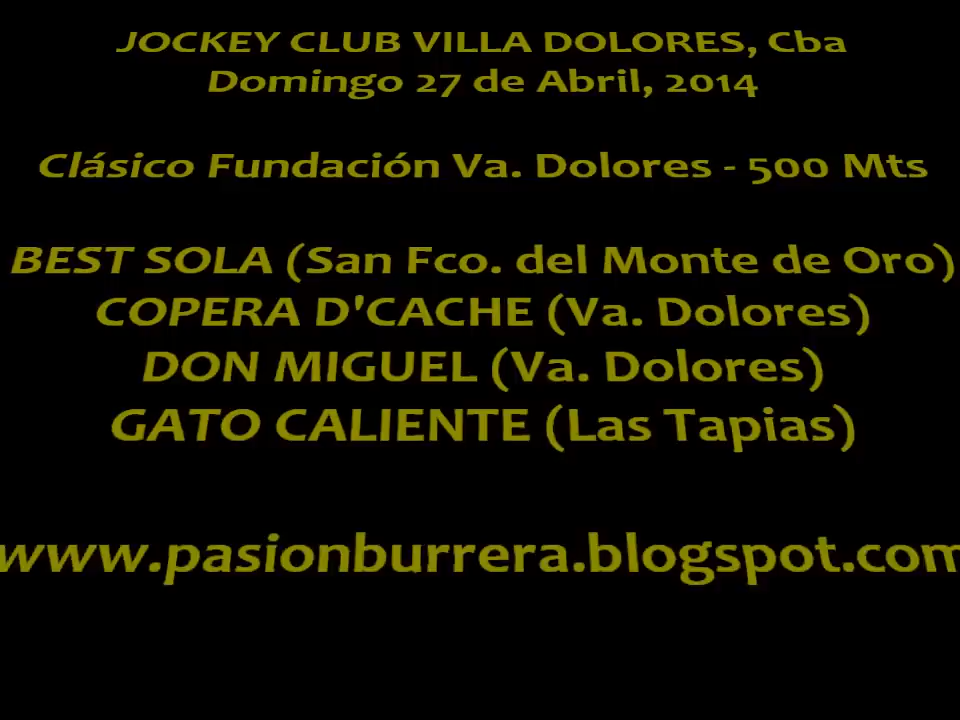 JOCKEY CLUB VILLA DOLORES, Cba
Domingo 27 de Abril, 2014
Clásico Fundación Va. Dolores - 500 Mts
BEST SOLA (San Fco. del Monte de Oro)
COPERA D'CACHE (Va. Dolores)
DON MIGUEL (Va. Dolores)
GATO CALIENTE (Las Tapias)
www.pasionburrera.blogspot.com